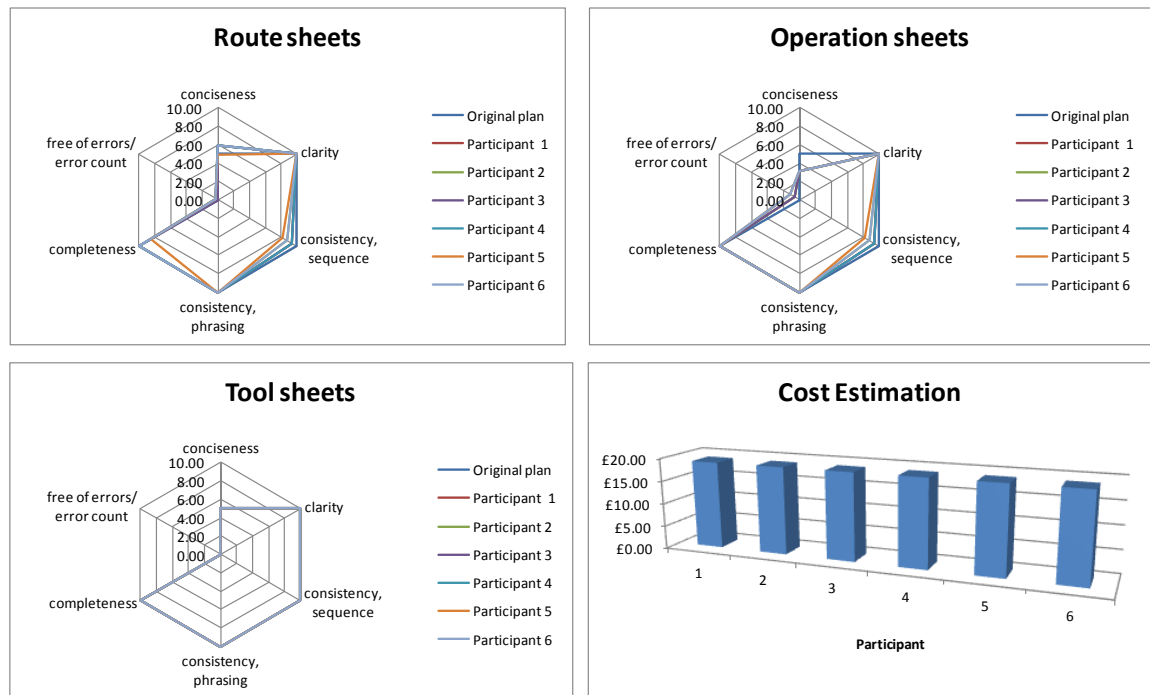 Route sheets
conciseness
10.00
8.00
6.00
4.00
2.00
0.00
free of errors/
error count
clarity
completeness
consistency,
sequence
consistency,
phrasing
Original plan
Participant 1
Participant 2
Participant 3
Participant 4
Participant 5
Participant 6
Operation sheets
conciseness
10.00
8.00
6.00
4.00
2.00
0.00
free of errors/
error count
clarity
completeness
consistency,
sequence
consistency,
phrasing
Original plan
Participant 1
Participant 2
Participant 3
Participant 4
Participant 5
Participant 6
Tool sheets
conciseness
10.00
8.00
6.00
4.00
2.00
0.00
free of errors/
error count
clarity
completeness
consistency,
sequence
consistency,
phrasing
Original plan
Participant 1
Participant 2
Participant 3
Participant 4
Participant 5
Participant 6
Cost Estimation
£20.00
£15.00
£10.00
£5.00
£0.00
1
2
3
4
5
6
Participant